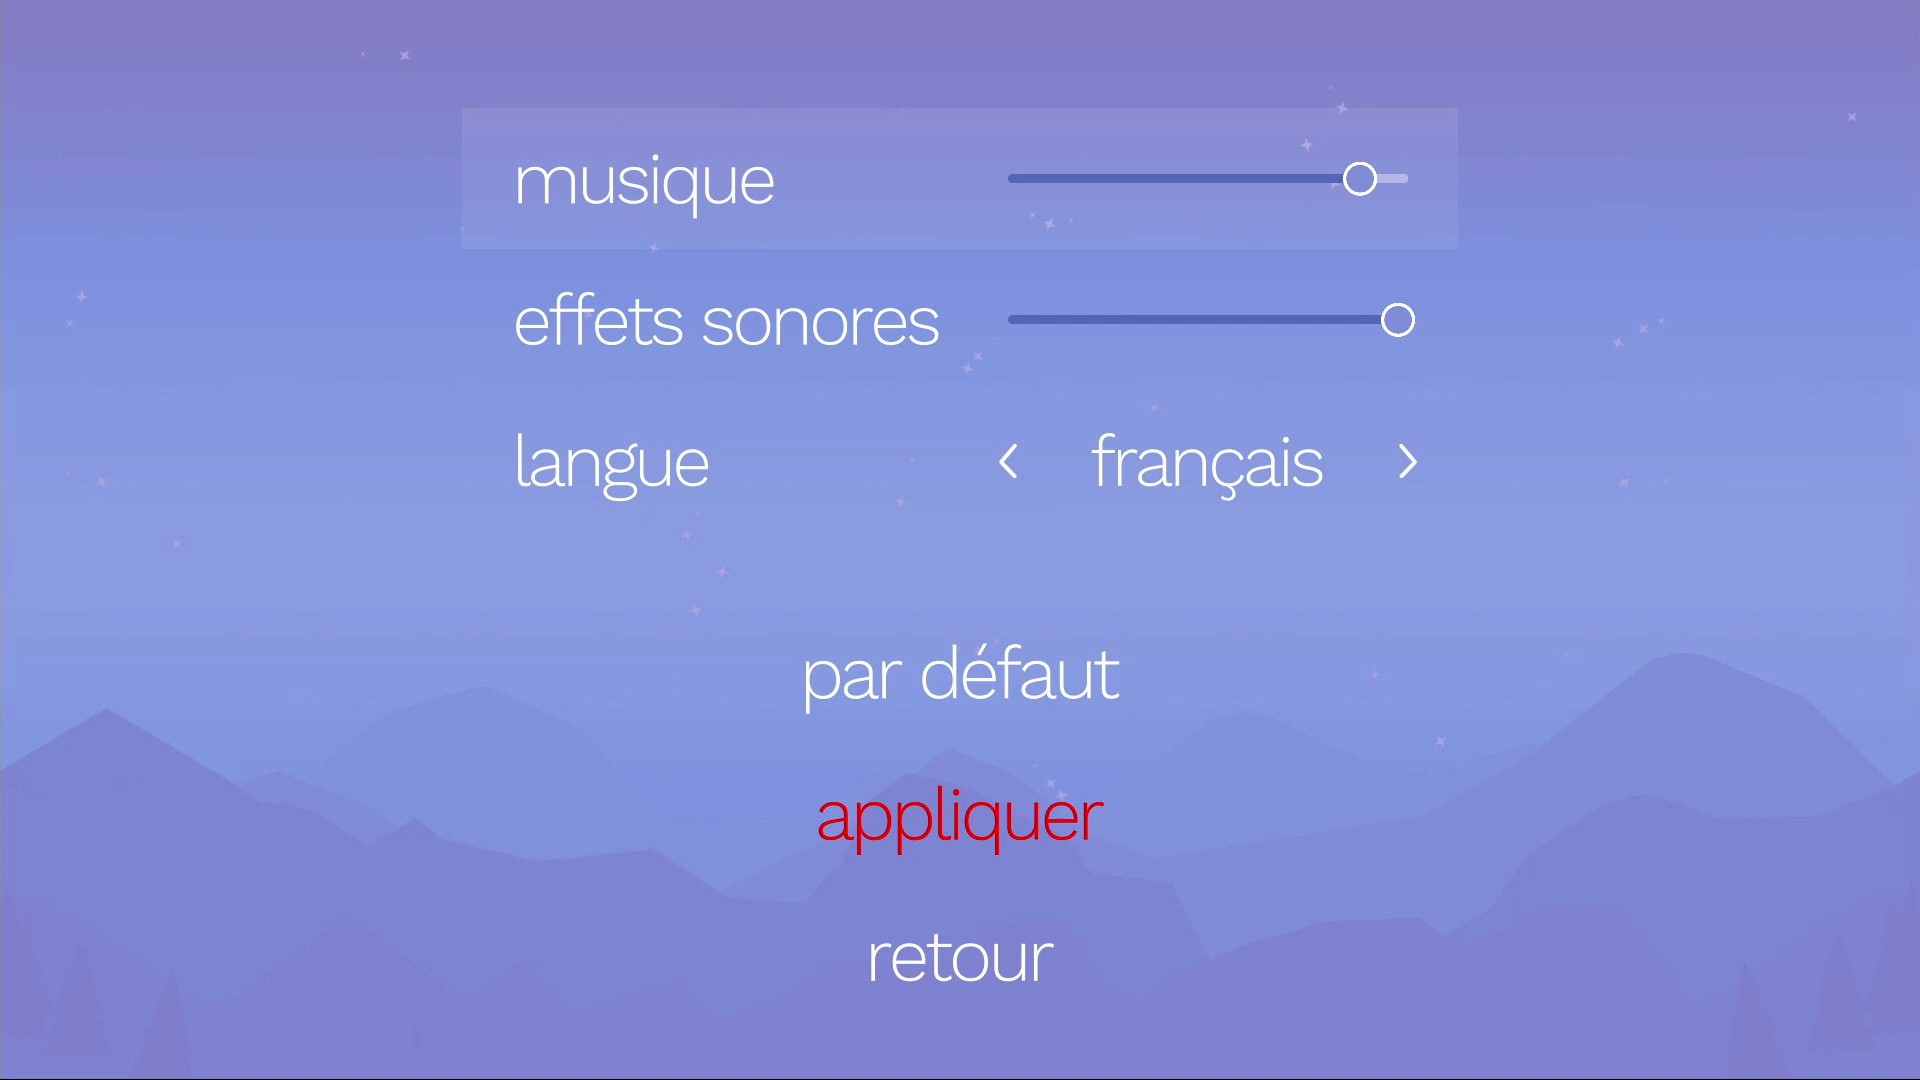 musique
effets sonores
langue < français >
par défaut
appliquer
retour